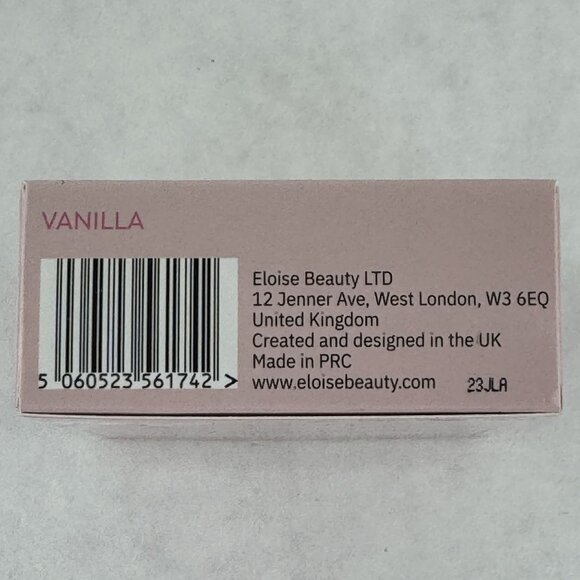 VANILLA
5 060523 561742 >
Eloise Beauty LTD
12 Jenner Ave, West London, W3 6EQ
United Kingdom
Created and designed in the UK
Made in PRC
www.eloisebeauty.com
23JLA